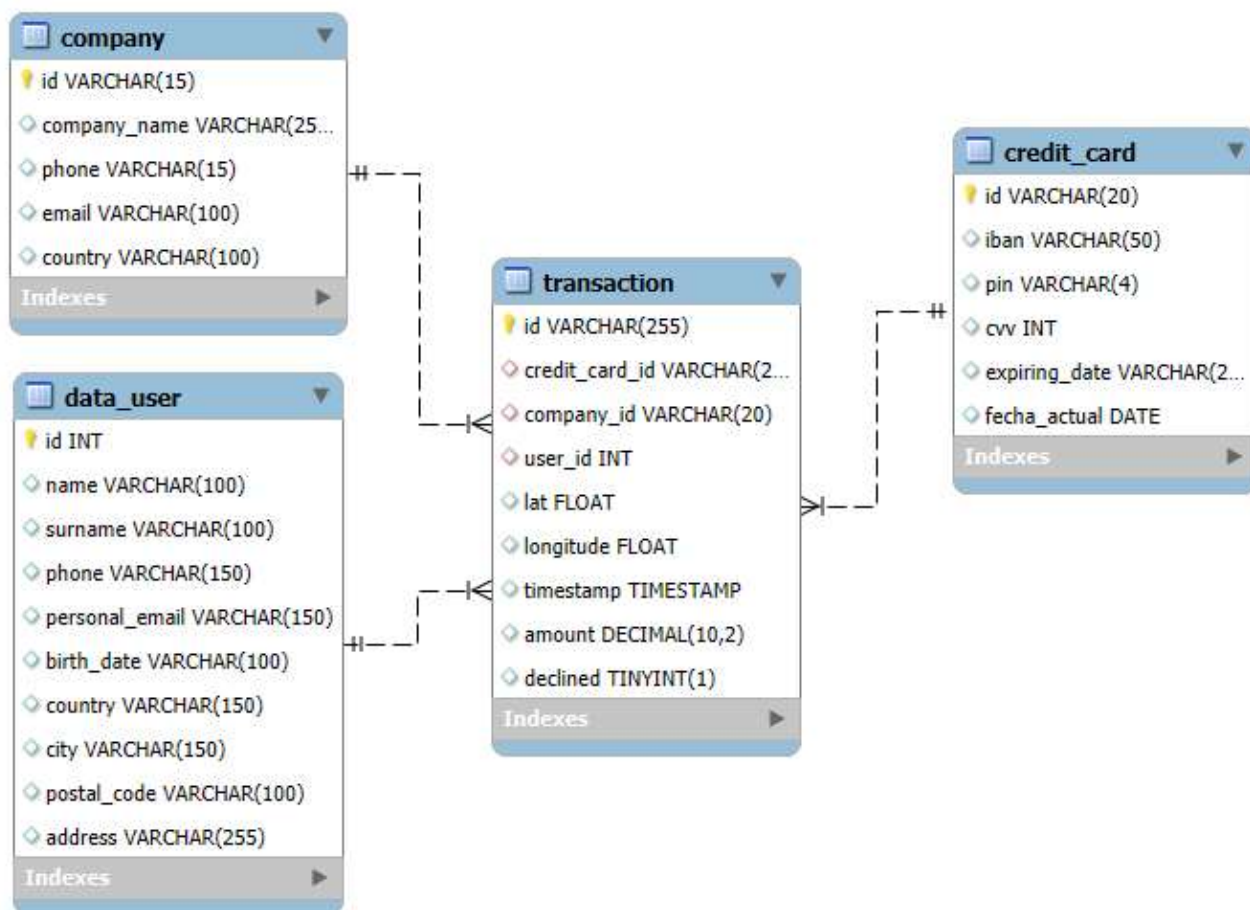 company
id VARCHAR(15)
company_name VARCHAR(25...
phone VARCHAR(15)
email VARCHAR(100)
country VARCHAR(100)
Indexes
data_user
id INT
name VARCHAR(100)
surname VARCHAR(100)
phone VARCHAR(150)
personal_email VARCHAR(150)
birth_date VARCHAR(100)
country VARCHAR(150)
city VARCHAR(150)
postal_code VARCHAR(100)
address VARCHAR(255)
Indexes
transaction
id VARCHAR(255)
credit_card_id VARCHAR(2...
company_id VARCHAR(20)
user_id INT
lat FLOAT
longitude FLOAT
timestamp TIMESTAMP
amount DECIMAL(10,2)
declined TINYINT(1)
Indexes
credit_card
id VARCHAR(20)
iban VARCHAR(50)
pin VARCHAR(4)
cvv INT
expiring_date VARCHAR(2...
fecha_actual DATE
Indexes